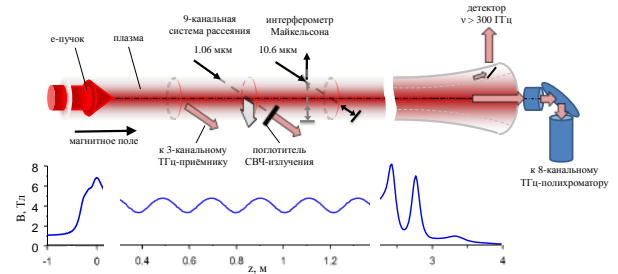 9-канальная
система рассеяния
1.06 мкм
интерферометр
Майкельсона
10.6 мкм
детектор
ν > 300 ГГц
е-пучок
плазма
магнитное поле
к 3-канальному
ТГц-приёмнику
поглотитель
СВЧ-излучения
к 8-канальному
ТГц-полихроматору
B, Тл
8
6
4
2
0
-1 0 0.4 0.6 0.8 1 1.2 3 4
z, м